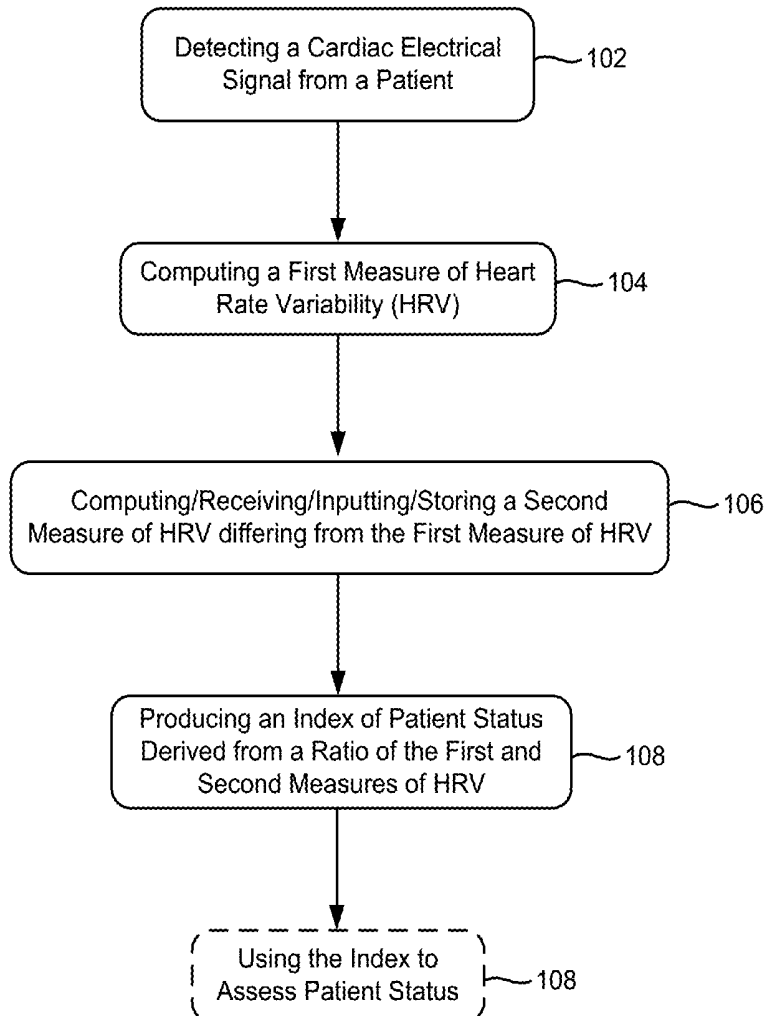 Detecting a Cardiac Electrical
Signal from a Patient
102
Computing a First Measure of Heart
Rate Variability (HRV)
104
Computing/Receiving/Inputting/Storing a Second
Measure of HRV differing from the First Measure of HRV
106
Producing an Index of Patient Status
Derived from a Ratio of the First and
Second Measures of HRV
108
Using the Index to
Assess Patient Status
108